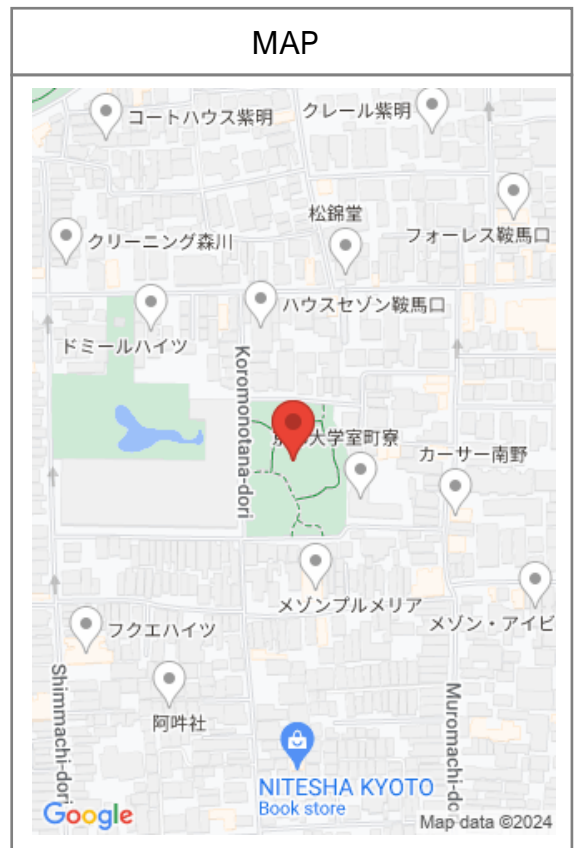 MAP
コートハウス紫明
クレール紫明
松錦堂
フォーレス鞍馬口
クリーニング森川
ハウスセゾン鞍馬口
ドミールハイツ
Koromonotana-dori
大学室町寮
カーサー南野
メゾンプルメリア
メゾン・アイビ
フクエハイツ
Shimmachi-dori
阿吽社
Muromachi-do
NITESHA KYOTO
Book store
Google
Map data ©2024